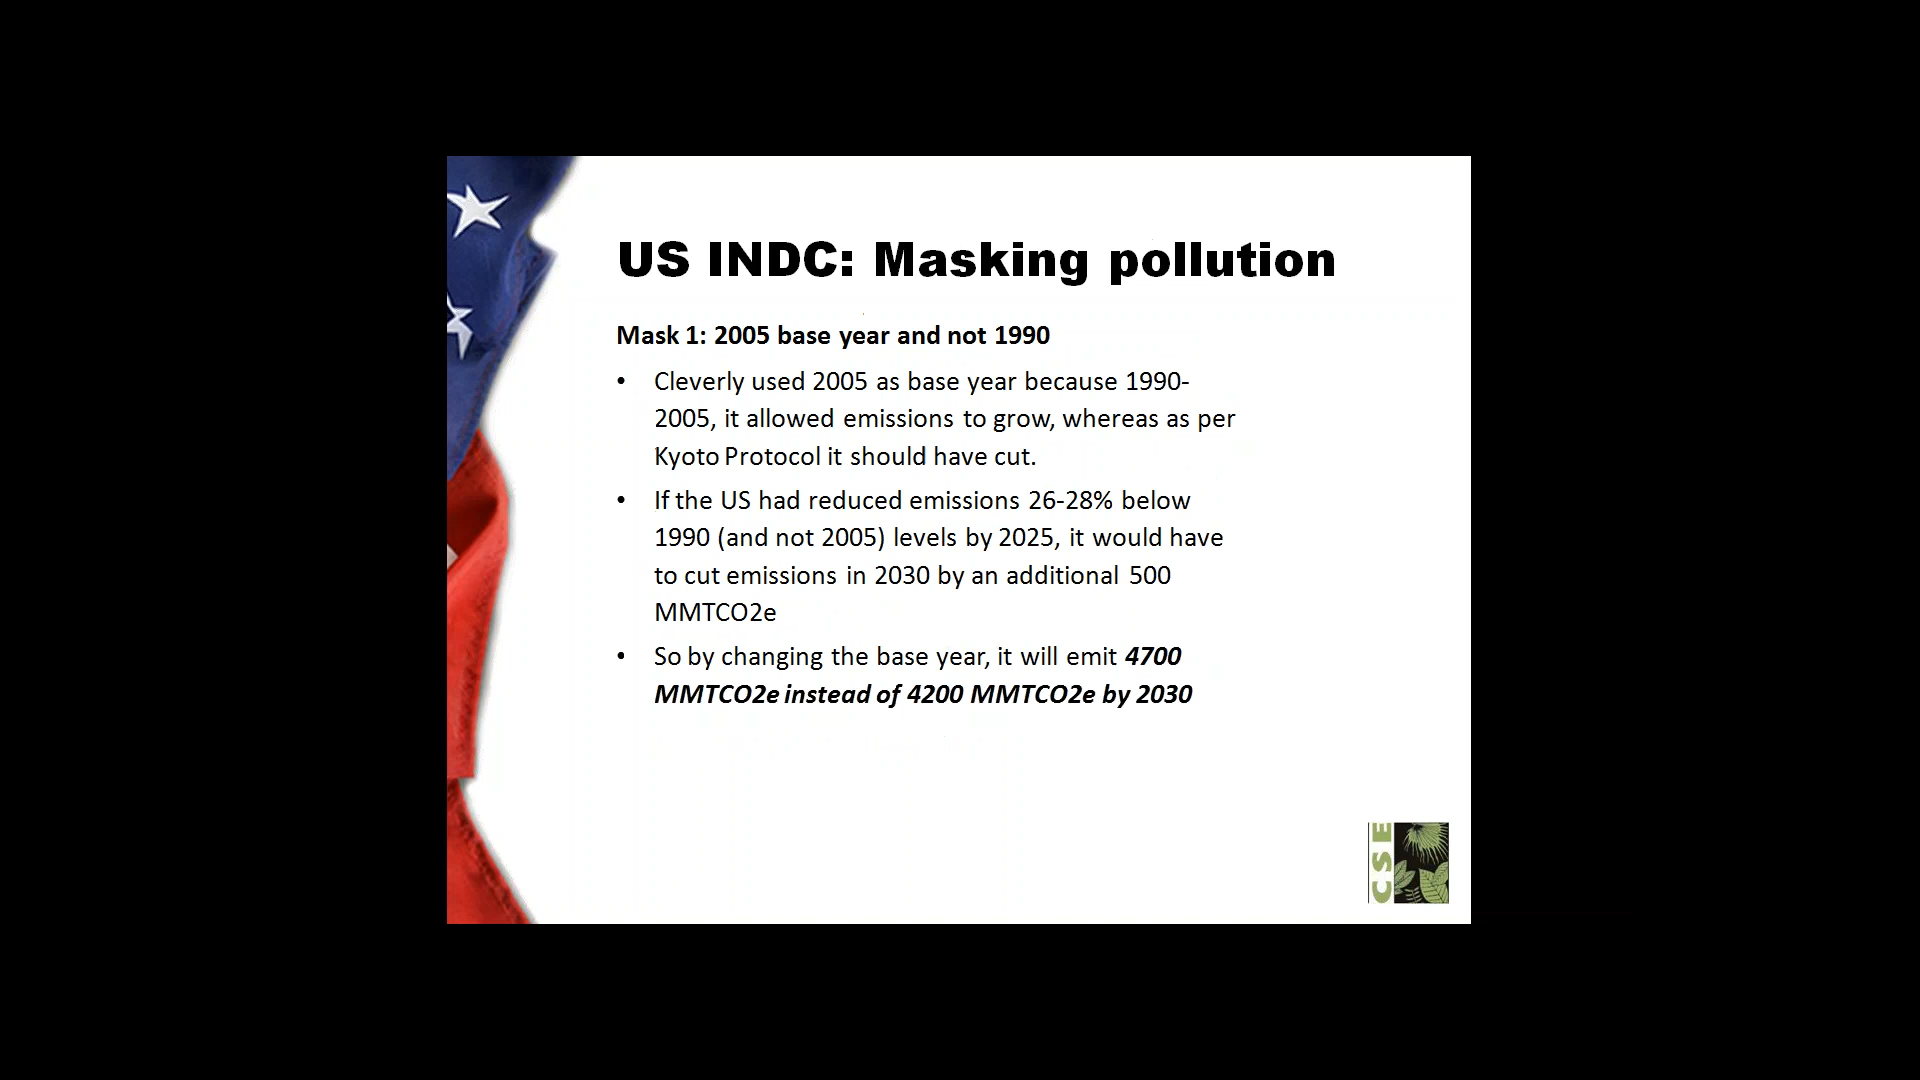 US INDC: Masking pollution
Mask 1: 2005 base year and not 1990
• Cleverly used 2005 as base year because 1990-
2005, it allowed emissions to grow, whereas as per
Kyoto Protocol it should have cut.
• If the US had reduced emissions 26-28% below
1990 (and not 2005) levels by 2025, it would have
to cut emissions in 2030 by an additional 500
MMTCO2e
• So by changing the base year, it will emit 4700
MMTCO2e instead of 4200 MMTCO2e by 2030
CSE